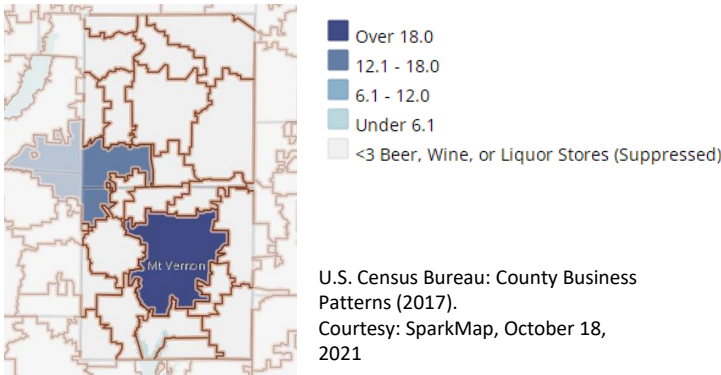 Over 18.0
12.1 - 18.0
6.1 - 12.0
Under 6.1
<3 Beer, Wine, or Liquor Stores (Suppressed)
Mt Vernon
U.S. Census Bureau: County Business
Patterns (2017).
Courtesy: SparkMap, October 18,
2021